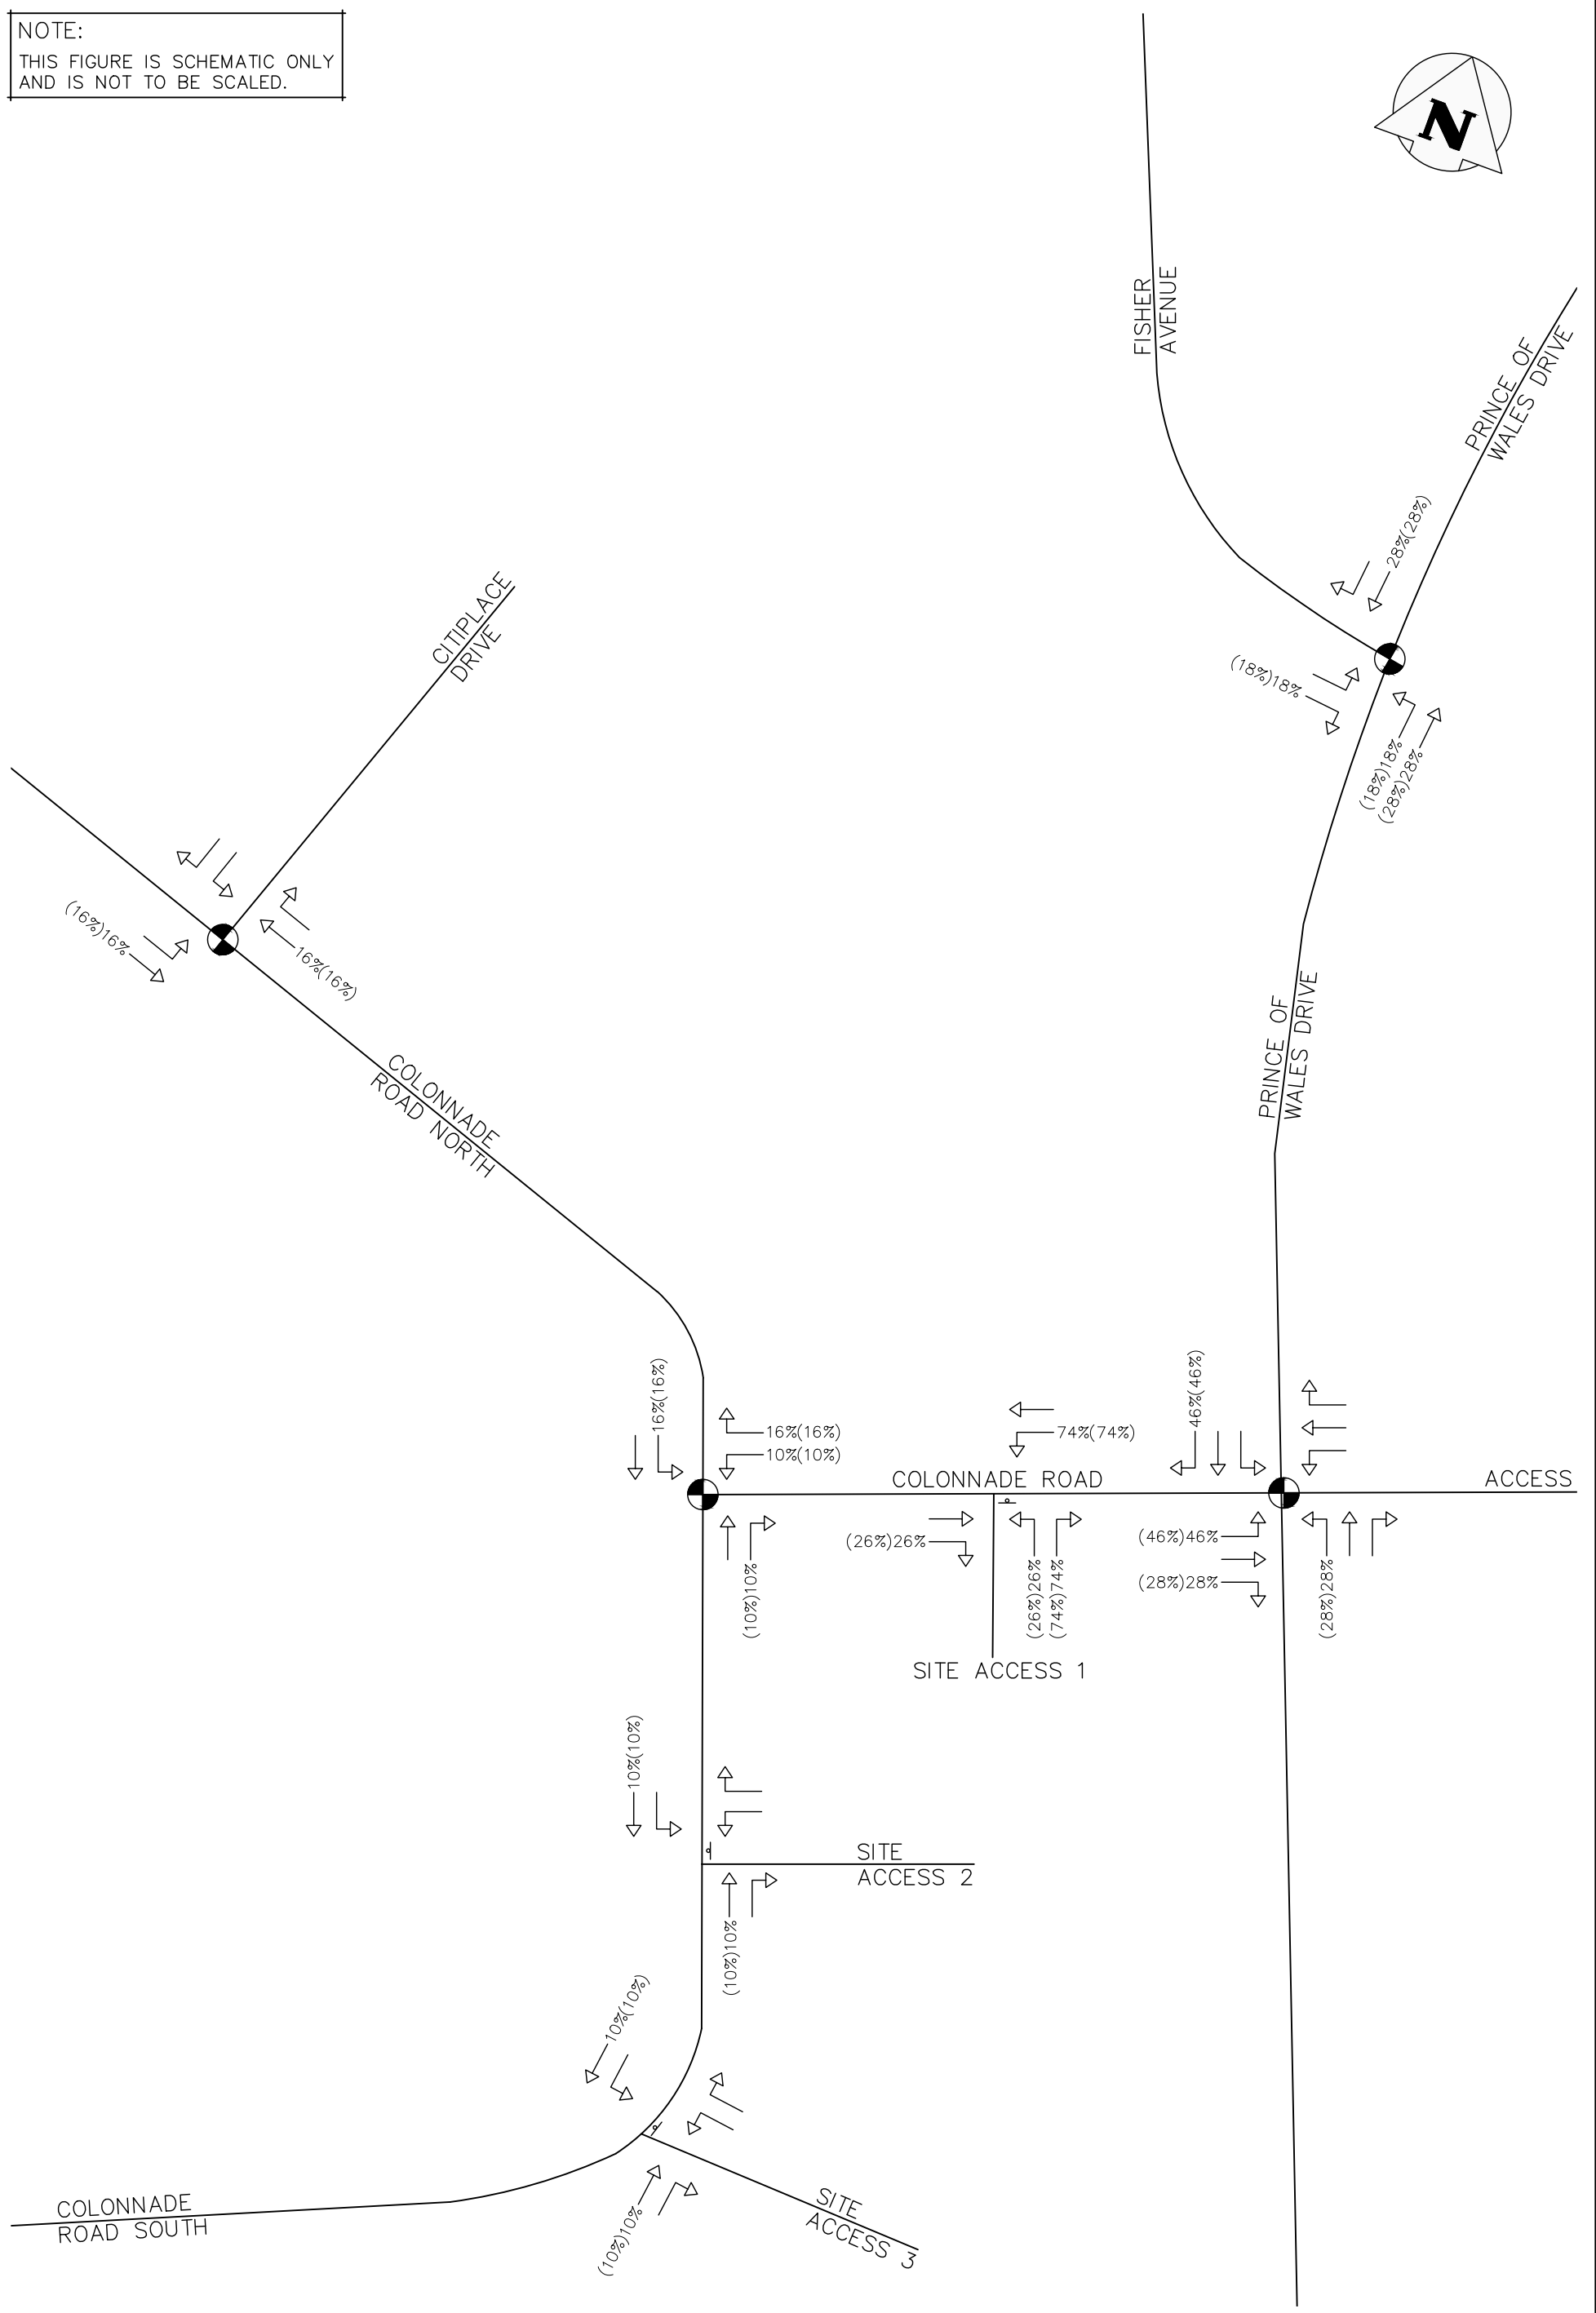 NOTE:
THIS FIGURE IS SCHEMATIC ONLY
AND IS NOT TO BE SCALED.
N
FISHER
AVENUE
PRINCE OF
WALES DRIVE
28%(28%)
(18%)18%
(18%)18%
(28%)28%
CITIPLACE
DRIVE
(16%)16%
16%(16%)
COLONNADE
ROAD NORTH
PRINCE OF
WALES DRIVE
16%(16%)
16%(16%)
10%(10%)
74%(74%)
46%(46%)
COLONNADE ROAD
ACCESS
(10%)10%
(26%)26%
(26%)26%
(74%)74%
(46%)46%
(28%)28%
(28%)28%
SITE ACCESS 1
10%(10%)
SITE
ACCESS 2
(10%)10%
10%(10%)
COLONNADE
ROAD SOUTH
(10%)10%
SITE
ACCESS 3